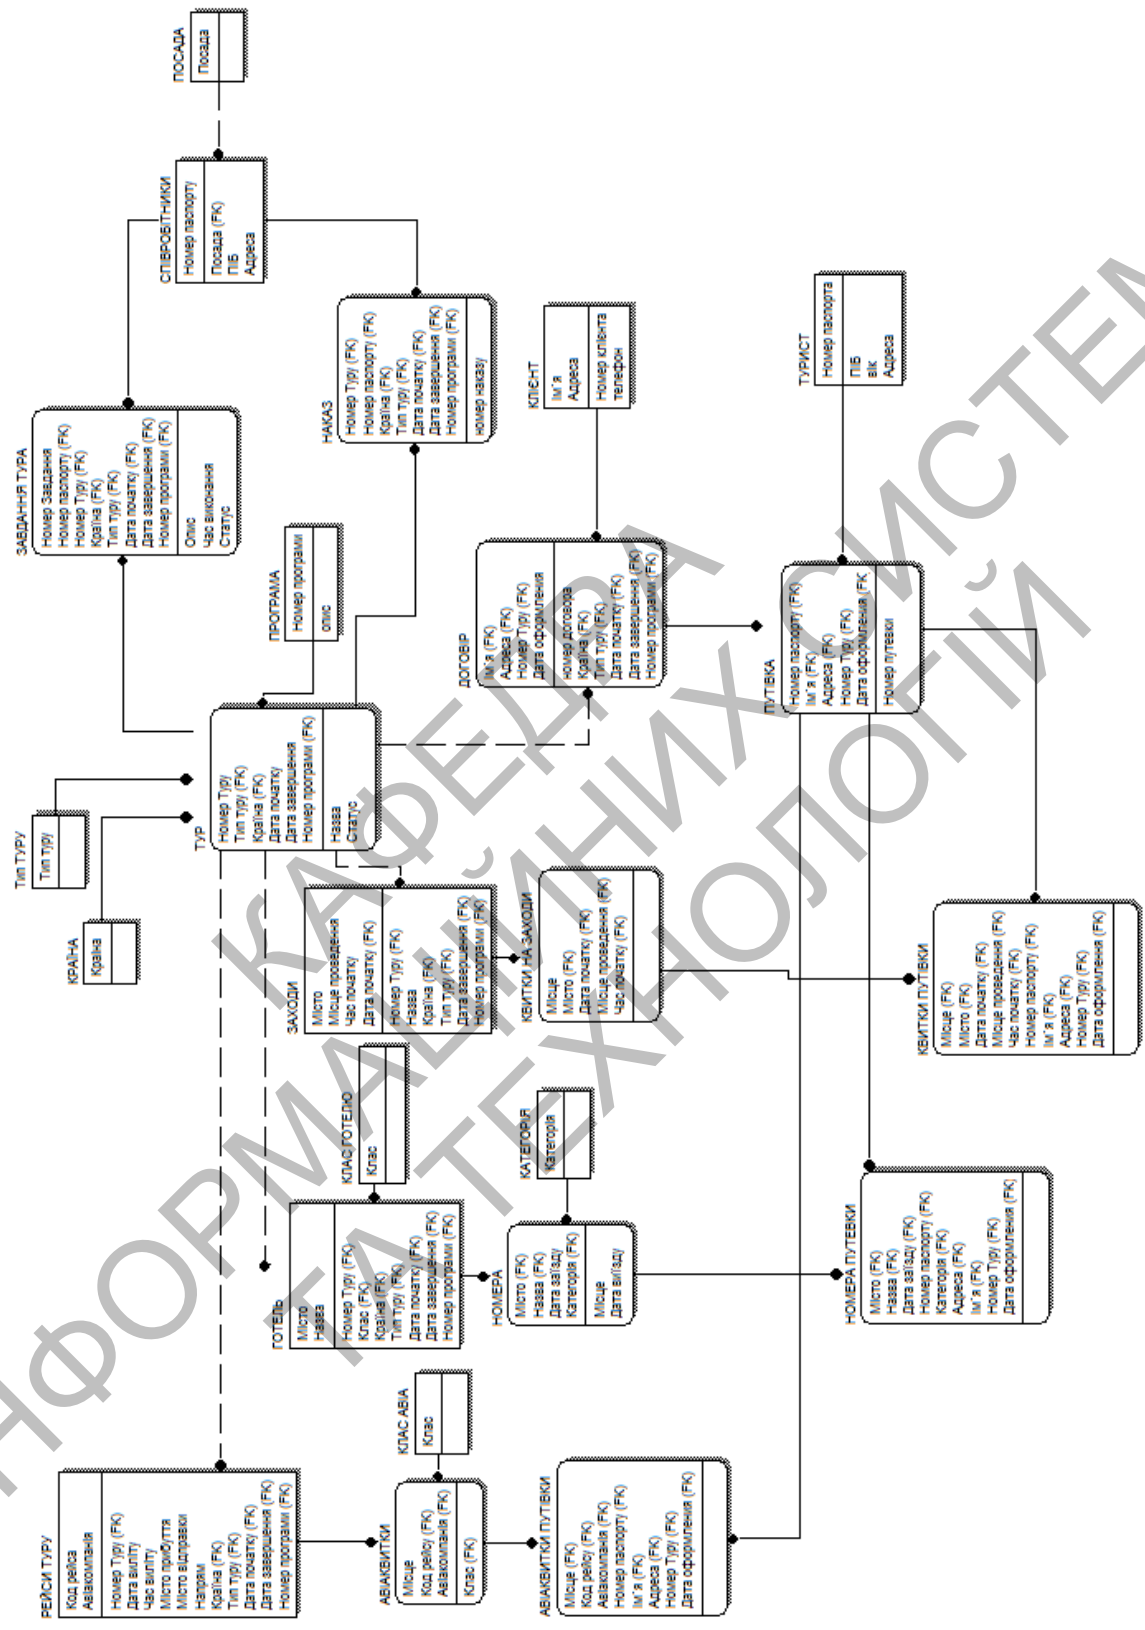 РЕЙСИ ТУРУ
Код рейса
Авіакомпанія
Номер Туру (FK)
Дата виліту
Час виліту
Місто прибуття
Місто відправки
Напрям
Країна (FK)
Тип туру (FK)
Дата початку (FK)
Дата завершення (FK)
Номер програми (FK)
КРАЇНА
Країна
Тип ТУРУ
Тип туру
ЗАВДАННЯ ТУРА
Номер Завдання
Номер паспорту (FK)
Номер Туру (FK)
Країна (FK)
Тип туру (FK)
Дата початку (FK)
Дата завершення (FK)
Номер програми (FK)
Опис
Час виконання
Статус
СПІВРОБІТНИКИ
Номер паспорту
Посада (FK)
ПІБ
Адреса
ПОСАДА
Посада
ТУР
Номер Туру
Тип туру (FK)
Країна (FK)
Дата початку
Дата завершення
Номер програми (FK)
Назва
Статус
ПРОГРАМА
Номер програми
опис
НАКАЗ
Номер Туру (FK)
Номер паспорту (FK)
Країна (FK)
Тип туру (FK)
Дата початку (FK)
Дата завершення (FK)
Номер програми (FK)
номер наказу
ГОТЕЛЬ
Місто
Назва
Номер Туру (FK)
Клас (FK)
Країна (FK)
Тип туру (FK)
Дата початку (FK)
Дата завершення (FK)
Номер програми (FK)
КЛАС ГОТЕЛЮ
Клас
ЗАХОДИ
Місто
Місце проведення
Час початку
Дата початку (FK)
Номер Туру (FK)
Назва
Країна (FK)
Тип туру (FK)
Дата завершення (FK)
Номер програми (FK)
АВІАКВИТКИ
Місце
Код рейсу (FK)
Авіакомпанія (FK)
Клас (FK)
КЛАС АВІА
Клас
НОМЕРА
Місто (FK)
Назва (FK)
Дата заїзду
Категорія (FK)
Місце
Дата виїзду
КАТЕГОРІЯ
Категорія
КВИТКИ НА ЗАХОДИ
Місце
Місто (FK)
Дата початку (FK)
Місце проведення (FK)
Час початку (FK)
ДОГОВІР
Ім`я (FK)
Адреса (FK)
Номер Туру (FK)
Дата оформления
номер договора
Країна (FK)
Тип туру (FK)
Дата початку (FK)
Дата завершення (FK)
Номер програми (FK)
КЛІЄНТ
Ім`я
Адреса
Номер клієнта
телефон
АВІАКВИТКИ ПУТІВКИ
Місце (FK)
Код рейсу (FK)
Авіакомпанія (FK)
Номер паспорту (FK)
Ім`я (FK)
Адреса (FK)
Номер Туру (FK)
Дата оформления (FK)
ПУТІВКА
Номер паспорту (FK)
Ім`я (FK)
Адреса (FK)
Номер Туру (FK)
Дата оформления (FK)
Номер путевки
ТУРИСТ
Номер паспорта
ПІБ
вік
Адреса
НОМЕРА ПУТЕВКИ
Місто (FK)
Назва (FK)
Дата заїзду (FK)
Номер паспорту (FK)
Категорія (FK)
Адреса (FK)
Ім`я (FK)
Номер Туру (FK)
Дата оформления (FK)
КВИТКИ ПУТІВКИ
Місце (FK)
Місто (FK)
Дата початку (FK)
Місце проведення (FK)
Час початку (FK)
Номер паспорту (FK)
Ім`я (FK)
Адреса (FK)
Номер Туру (FK)
Дата оформления (FK)
КАФЕДРА
НФОРМАЦІЙНИХ СИСТЕМ
ТА ТЕХНОЛОГІЙ